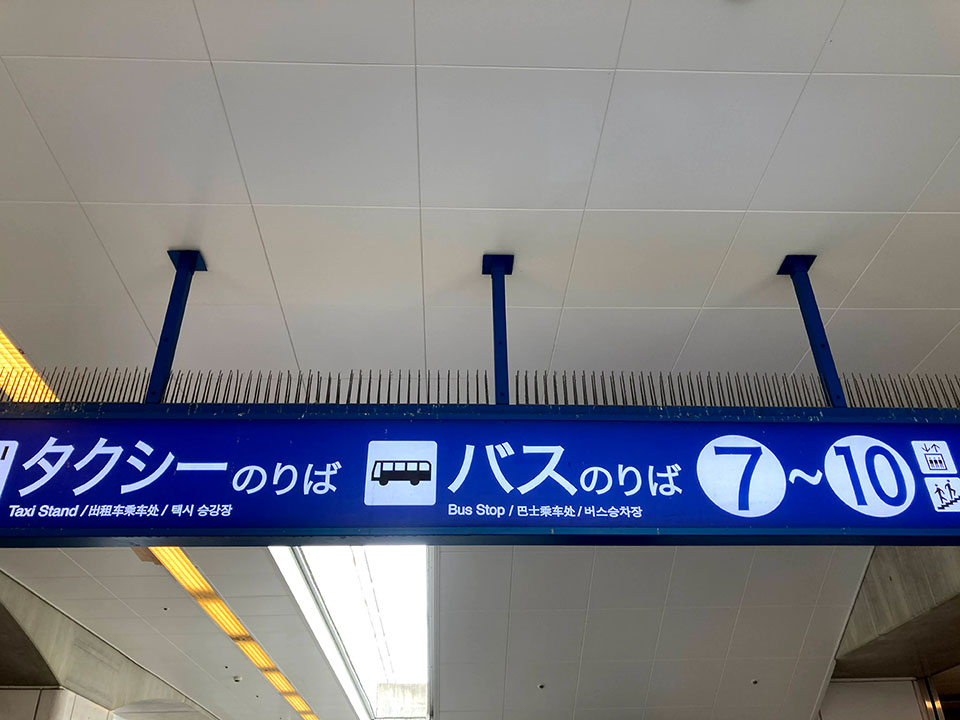 タクシーのりば
Taxi Stand / 出租车乘车处 / 택시 승강장
バスのりば
Bus Stop / 巴士乘车处 / 버스승차장
7～10